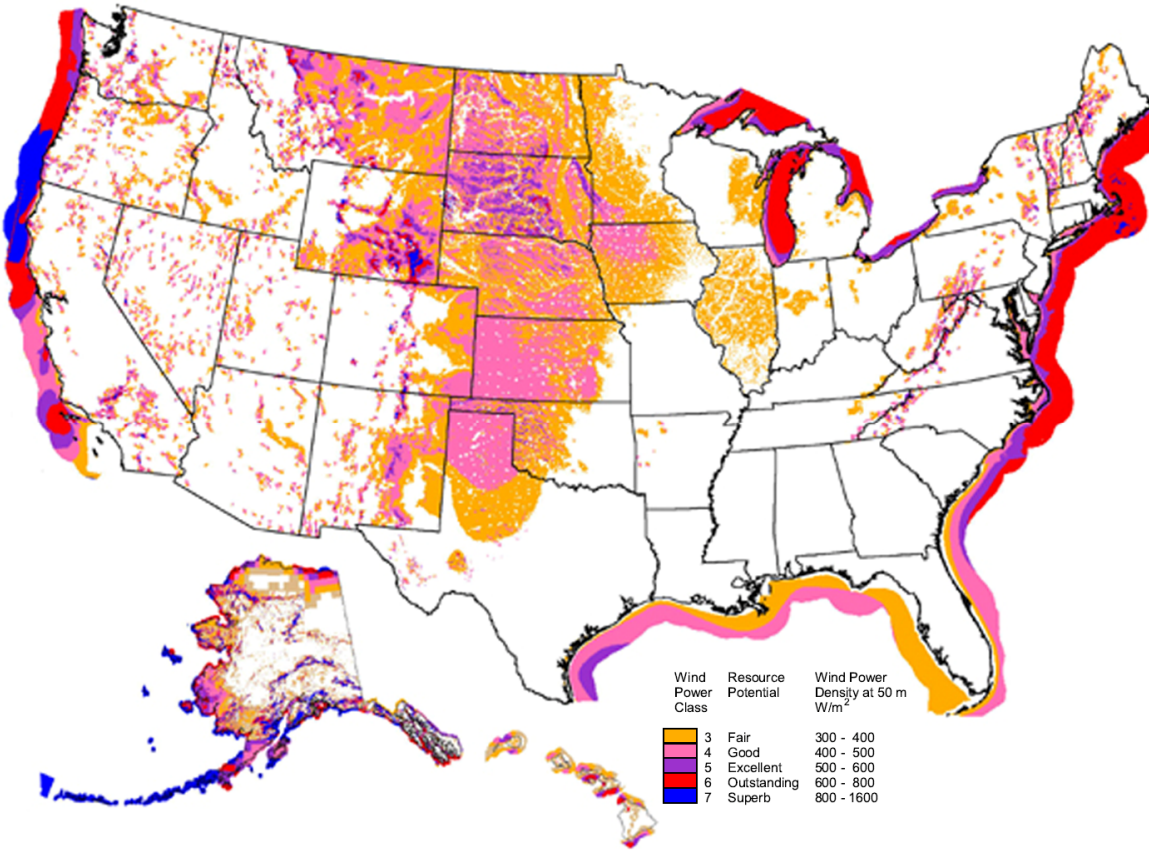 Wind Resource Wind Power
Power Potential Density at 50 m
Class W/m²
3 Fair 300 - 400
4 Good 400 - 500
5 Excellent 500 - 600
6 Outstanding 600 - 800
7 Superb 800 - 1600